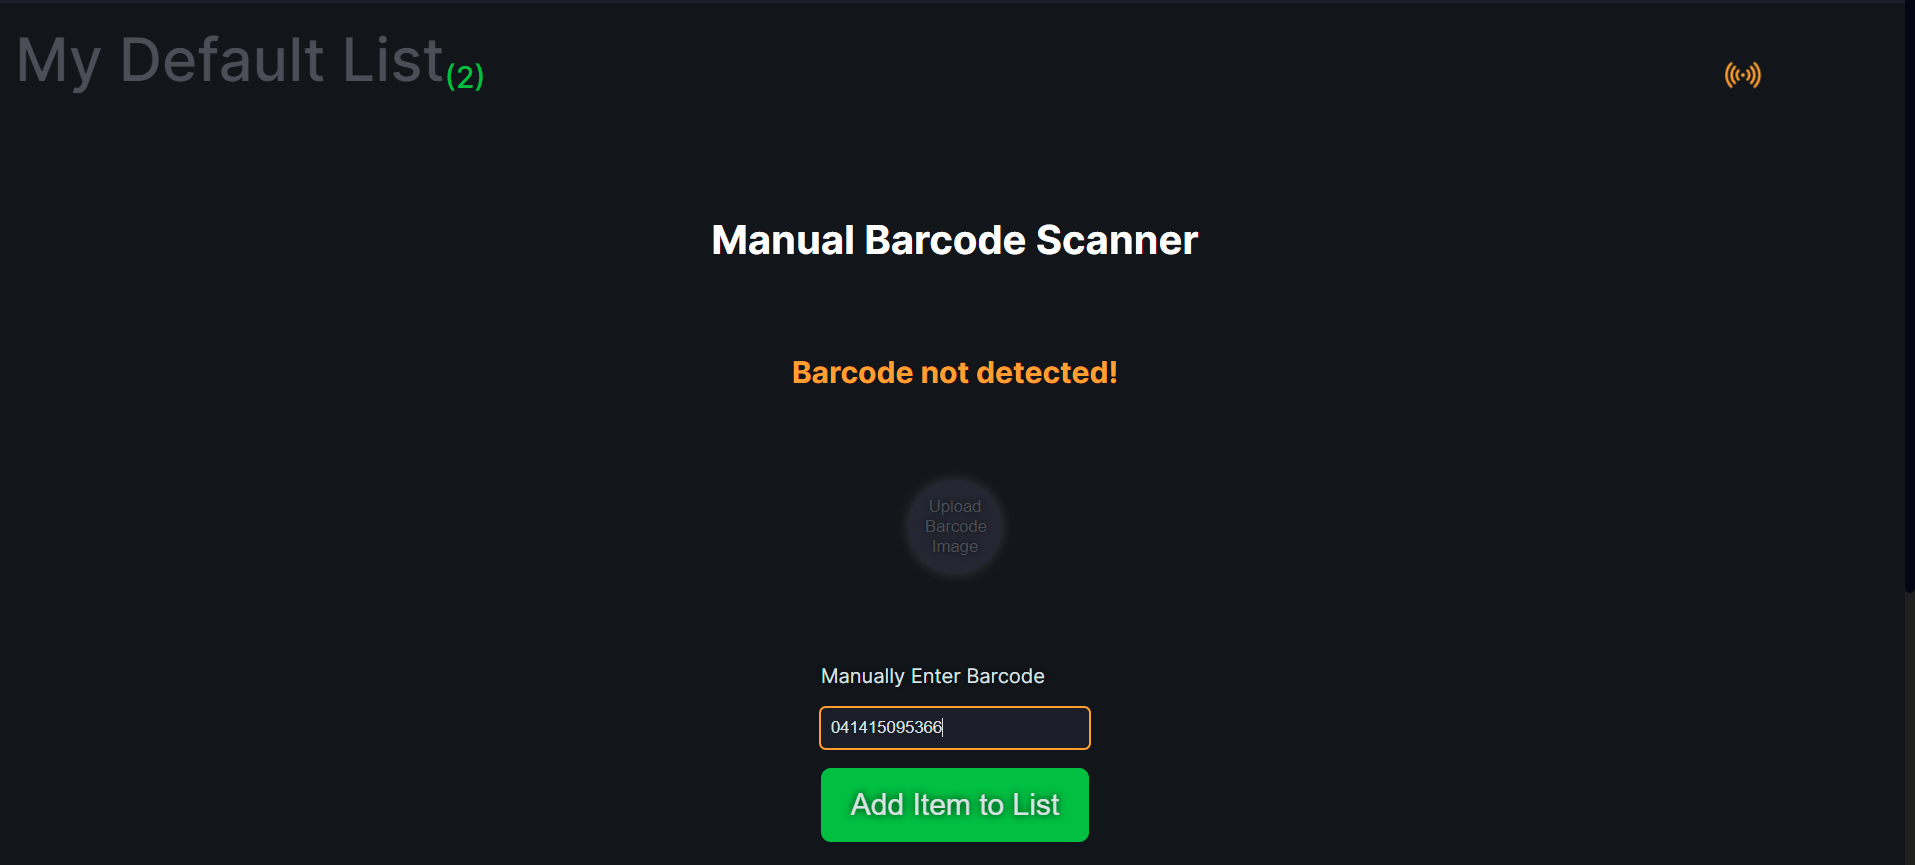 My Default List(2)
Manual Barcode Scanner
Barcode not detected!
Upload
Barcode
Image
Manually Enter Barcode
041415095366
Add Item to List